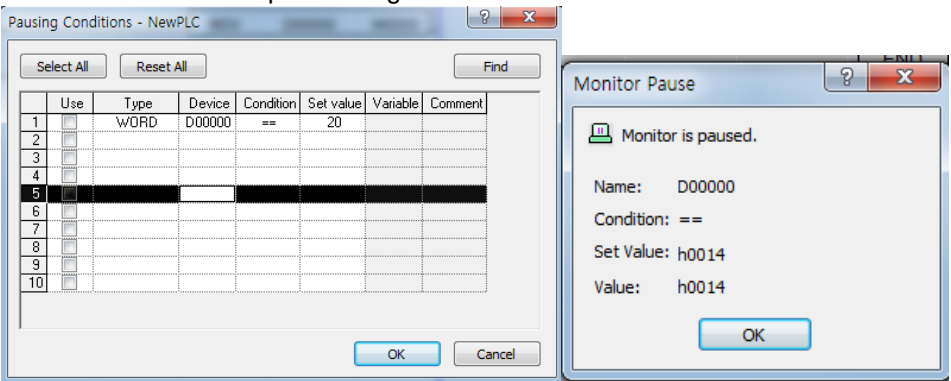 Pausing Conditions - NewPLC
Select All Reset All Find
Use Type Device Condition Set value Variable Comment
1 WORD D00000 == 20
2
3
4
5
6
7
8
9
10
OK Cancel
END
Monitor Pause
Monitor is paused.
Name: D00000
Condition: ==
Set Value: h0014
Value: h0014
OK